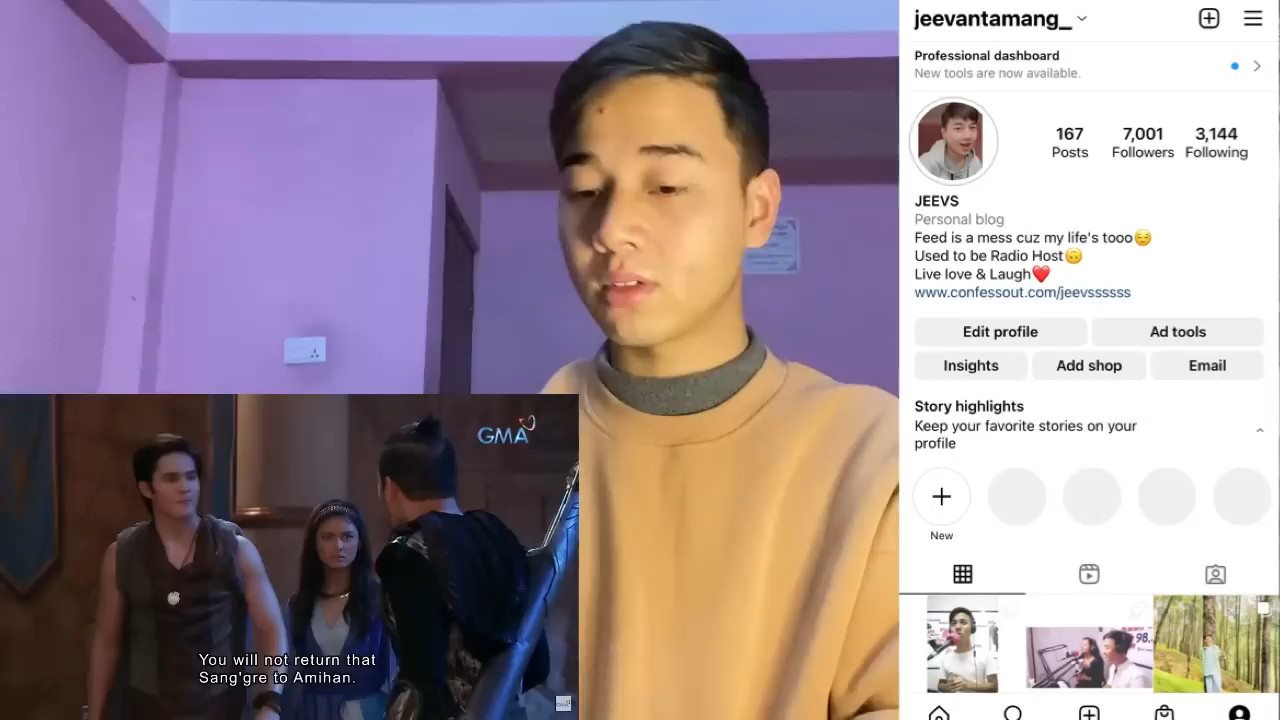 jeevantamang_
Professional dashboard
New tools are now available.
167
7,001
3,144
Posts
Followers
Following
JEEVS
Personal blog
Feed is a mess cuz my life's tooo😔
Used to be Radio Host🙃
Live love & Laugh❤️
www.confessout.com/jeevssssss
Edit profile
Ad tools
Insights
Add shop
Email
Story highlights
Keep your favorite stories on your
profile
New
98.
GMA
You will not return that
Sang'gre to Amihan.